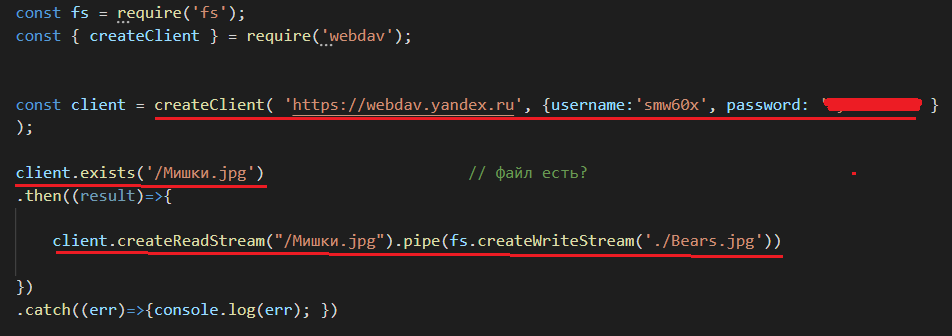 const fs = require('fs');
const { createClient } = require('webdav');
const client = createClient( 'https://webdav.yandex.ru', {username:'smw60x', password: ' }
);
client.exists('/Мишки.jpg') // файл есть?
.then((result)=>{
client.createReadStream("/Мишки.jpg").pipe(fs.createWriteStream('./Bears.jpg'))
})
.catch((err)=>{console.log(err); })